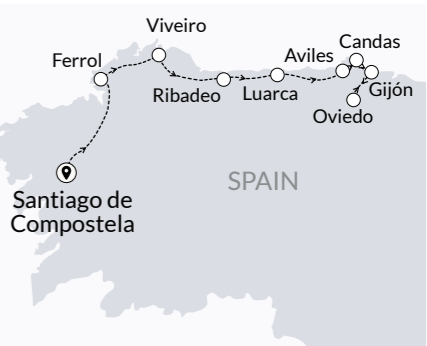 Viveiro
Candas
Ferrol
Aviles
Ribadeo
Luarca
Gijón
Oviedo
SPAIN
Santiago de
Compostela